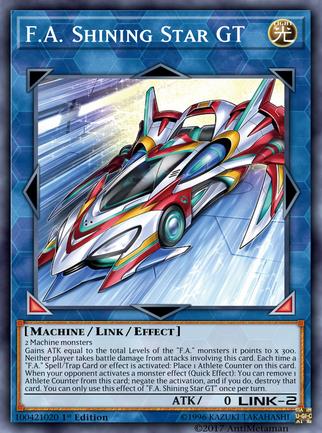 F.A. SHINING STAR GT
LIGHT
光
[MACHINE / LINK / EFFECT]
2 Machine monsters
Gains ATK equal to the total Levels of the "F.A." monsters it points to x 300.
Neither player takes battle damage from attacks involving this card. Each time a
"F.A." Spell/Trap Card or effect is activated: Place 1 Athlete Counter on this card.
When your opponent activates a monster effect (Quick Effect): You can remove 1
Athlete Counter from this card; negate the activation, and if you do, destroy that
card. You can only use this effect of "F.A. Shining Star GT" once per turn.
ATK/ 0 LINK-2
100421020 1st Edition ©1996 KAZUKI TAKAHASHI
©2017 AntiMetaman